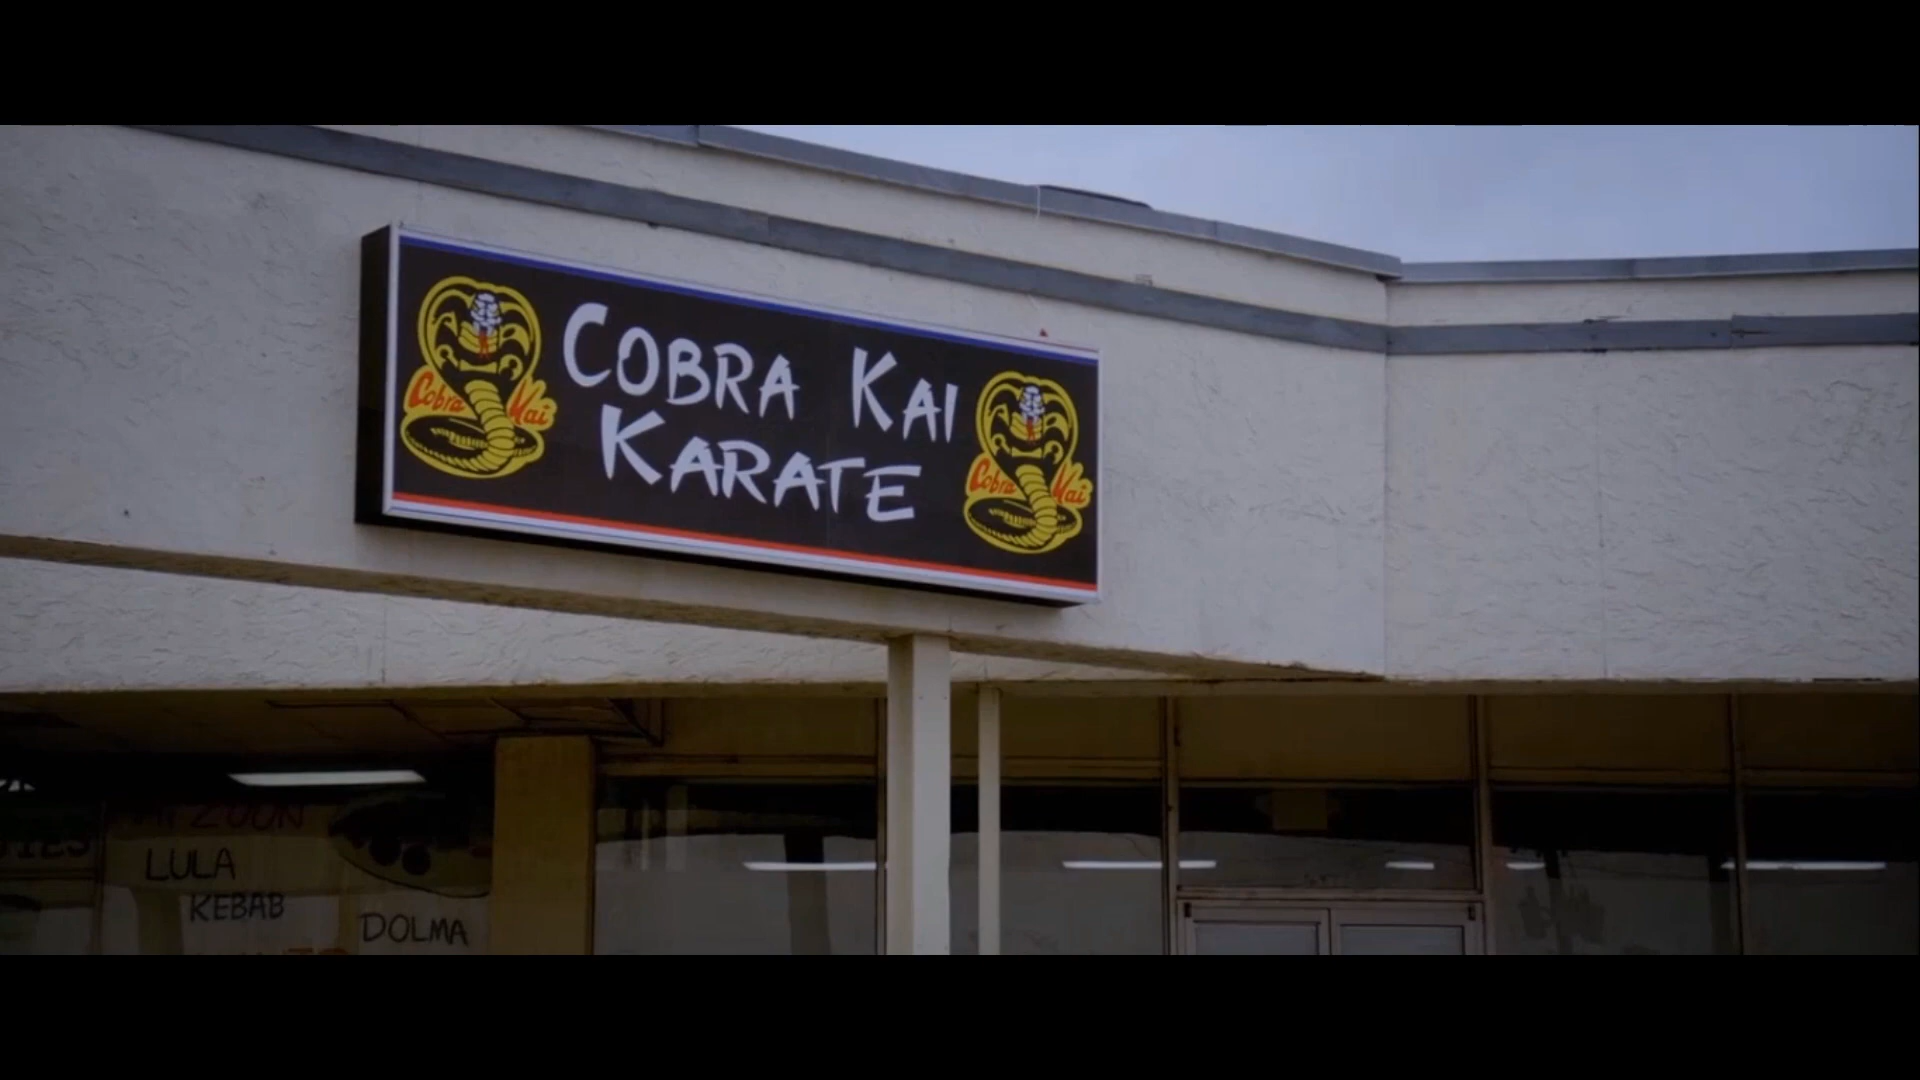 COBRA KAI
KARATE
Cobra Kai
Cobra Kai
LULA
KEBAB
DOLMA